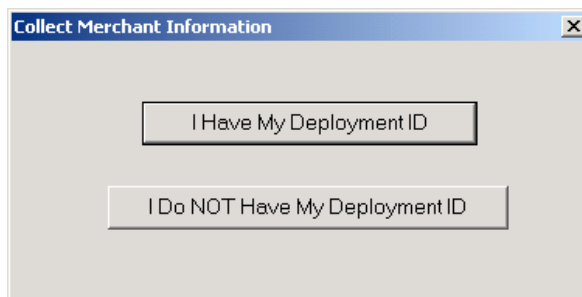 Collect Merchant Information
I Have My Deployment ID
I Do NOT Have My Deployment ID